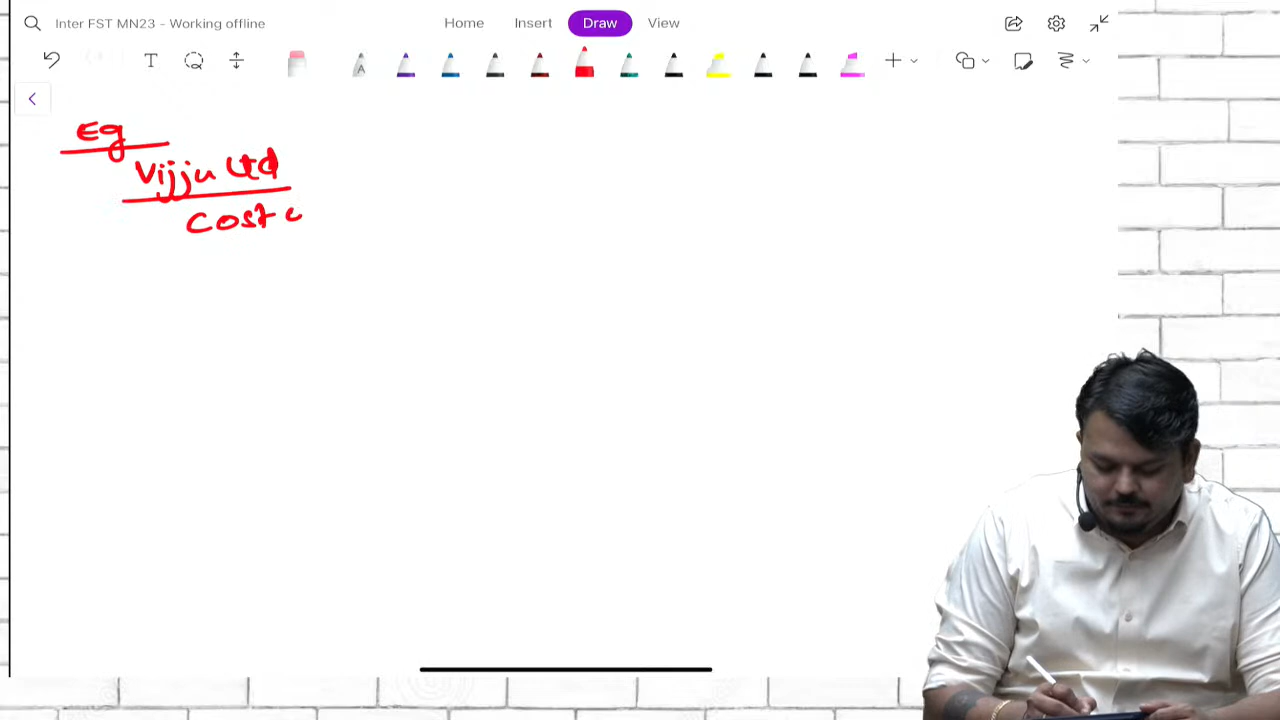 Inter FST MN23 - Working offline
Home Insert Draw View
T
A
Eg
Vijju Ltd
Cost c